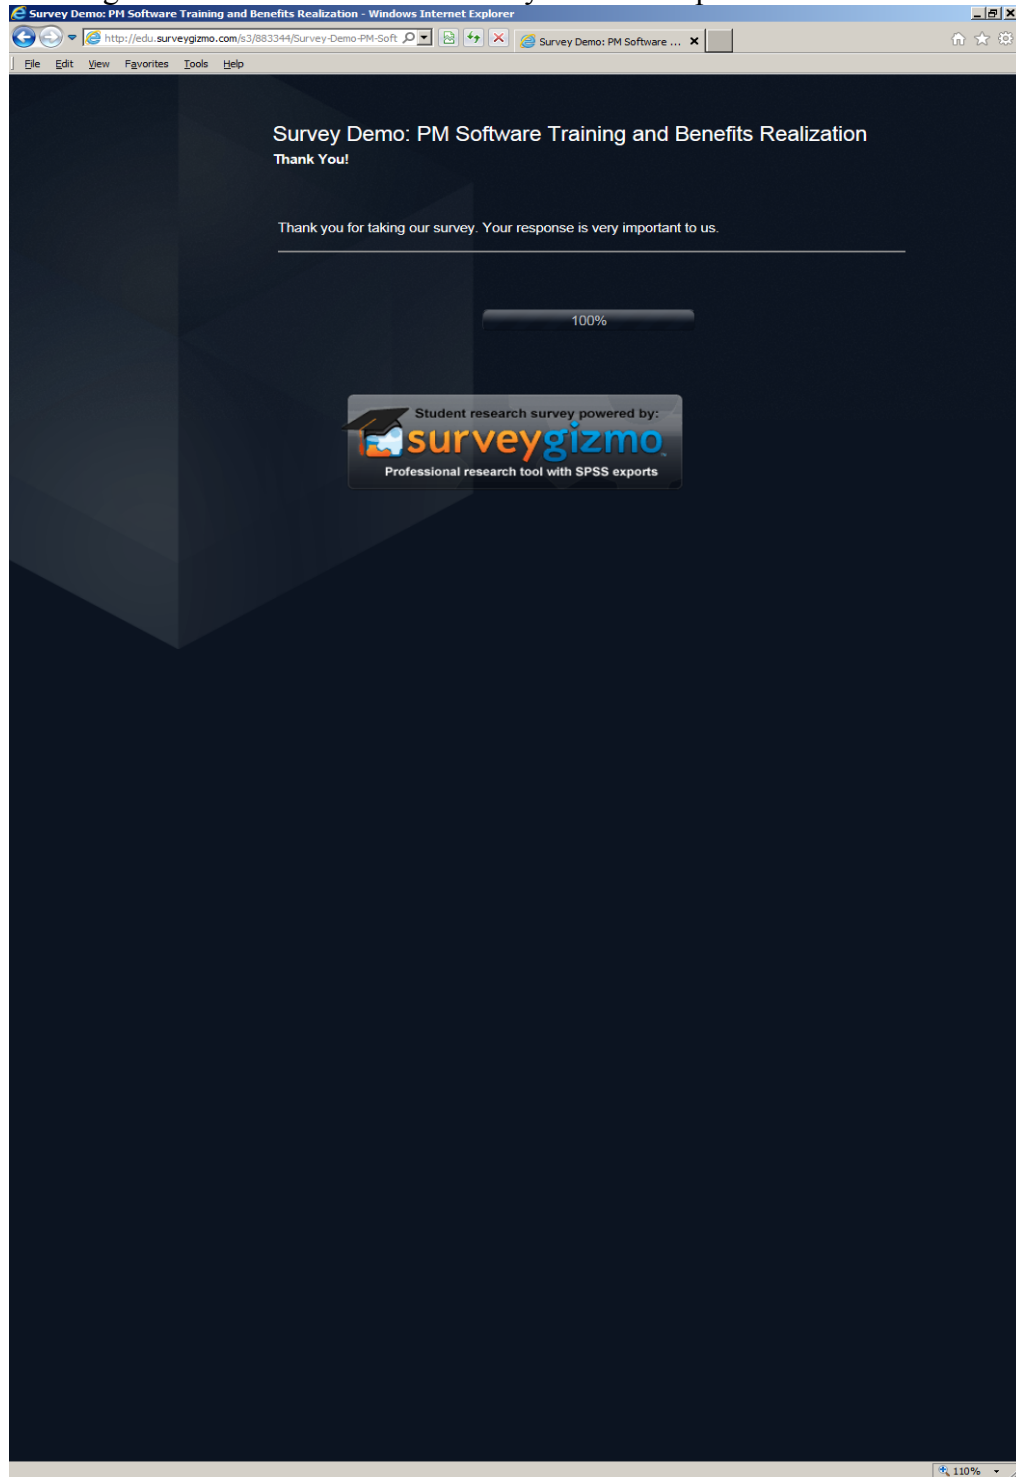 Survey Demo: PM Software Training and Benefits Realization - Windows Internet Explorer
http://edu.surveygizmo.com/s3/883344/Survey-Demo-PM-Soft
Survey Demo: PM Software ...
File Edit View Favorites Tools Help
Survey Demo: PM Software Training and Benefits Realization
Thank You!
Thank you for taking our survey. Your response is very important to us.
100%
Student research survey powered by:
surveygizmo
Professional research tool with SPSS exports
110%